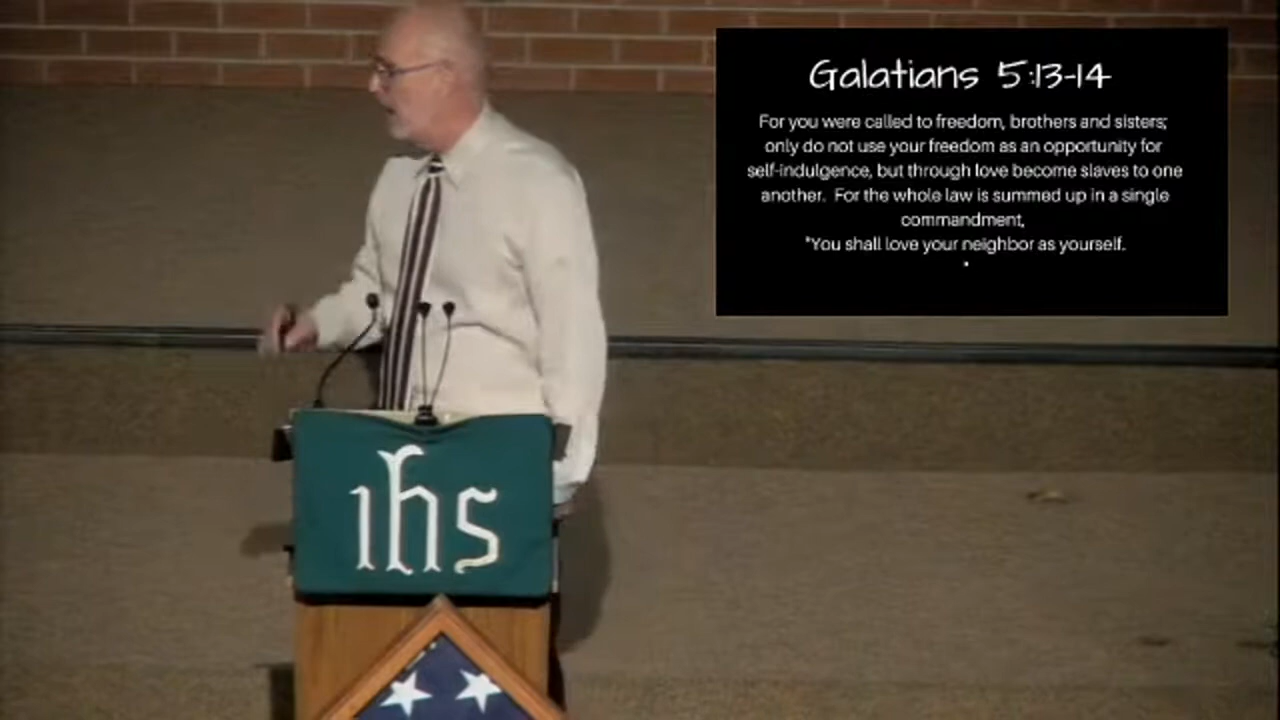 Galatians 5:13-14
For you were called to freedom, brothers and sisters;
only do not use your freedom as an opportunity for
self-indulgence, but through love become slaves to one
another. For the whole law is summed up in a single
commandment,
"You shall love your neighbor as yourself.
"
ihs